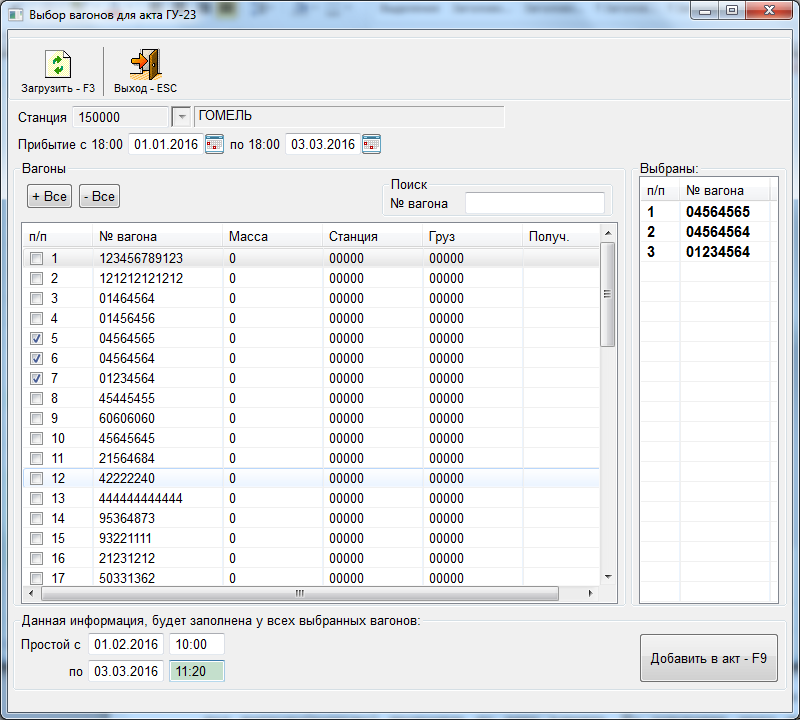 Выбор вагонов для акта ГУ-23
Загрузить - F3 Выход - ESC
Станция 150000 ГОМЕЛЬ
Прибытие с 18:00 01.01.2016 по 18:00 03.03.2016
Вагоны
+ Все - Все
Поиск
№ вагона
п/п № вагона Масса Станция Груз Получ.
1 123456789123 0 00000 00000
2 121212121212 0 00000 00000
3 01464564 0 00000 00000
4 01456456 0 00000 00000
5 04564565 0 00000 00000
6 04564564 0 00000 00000
7 01234564 0 00000 00000
8 45445455 0 00000 00000
9 60606060 0 00000 00000
10 45645645 0 00000 00000
11 21564684 0 00000 00000
12 42222240 0 00000 00000
13 444444444444 0 00000 00000
14 95364873 0 00000 00000
15 93221111 0 00000 00000
16 21231212 0 00000 00000
17 50331362 0 00000 00000
Выбраны:
п/п № вагона
1 04564565
2 04564564
3 01234564
Данная информация, будет заполнена у всех выбранных вагонов:
Простой с 01.02.2016 10:00
по 03.03.2016 11:20
Добавить в акт - F9